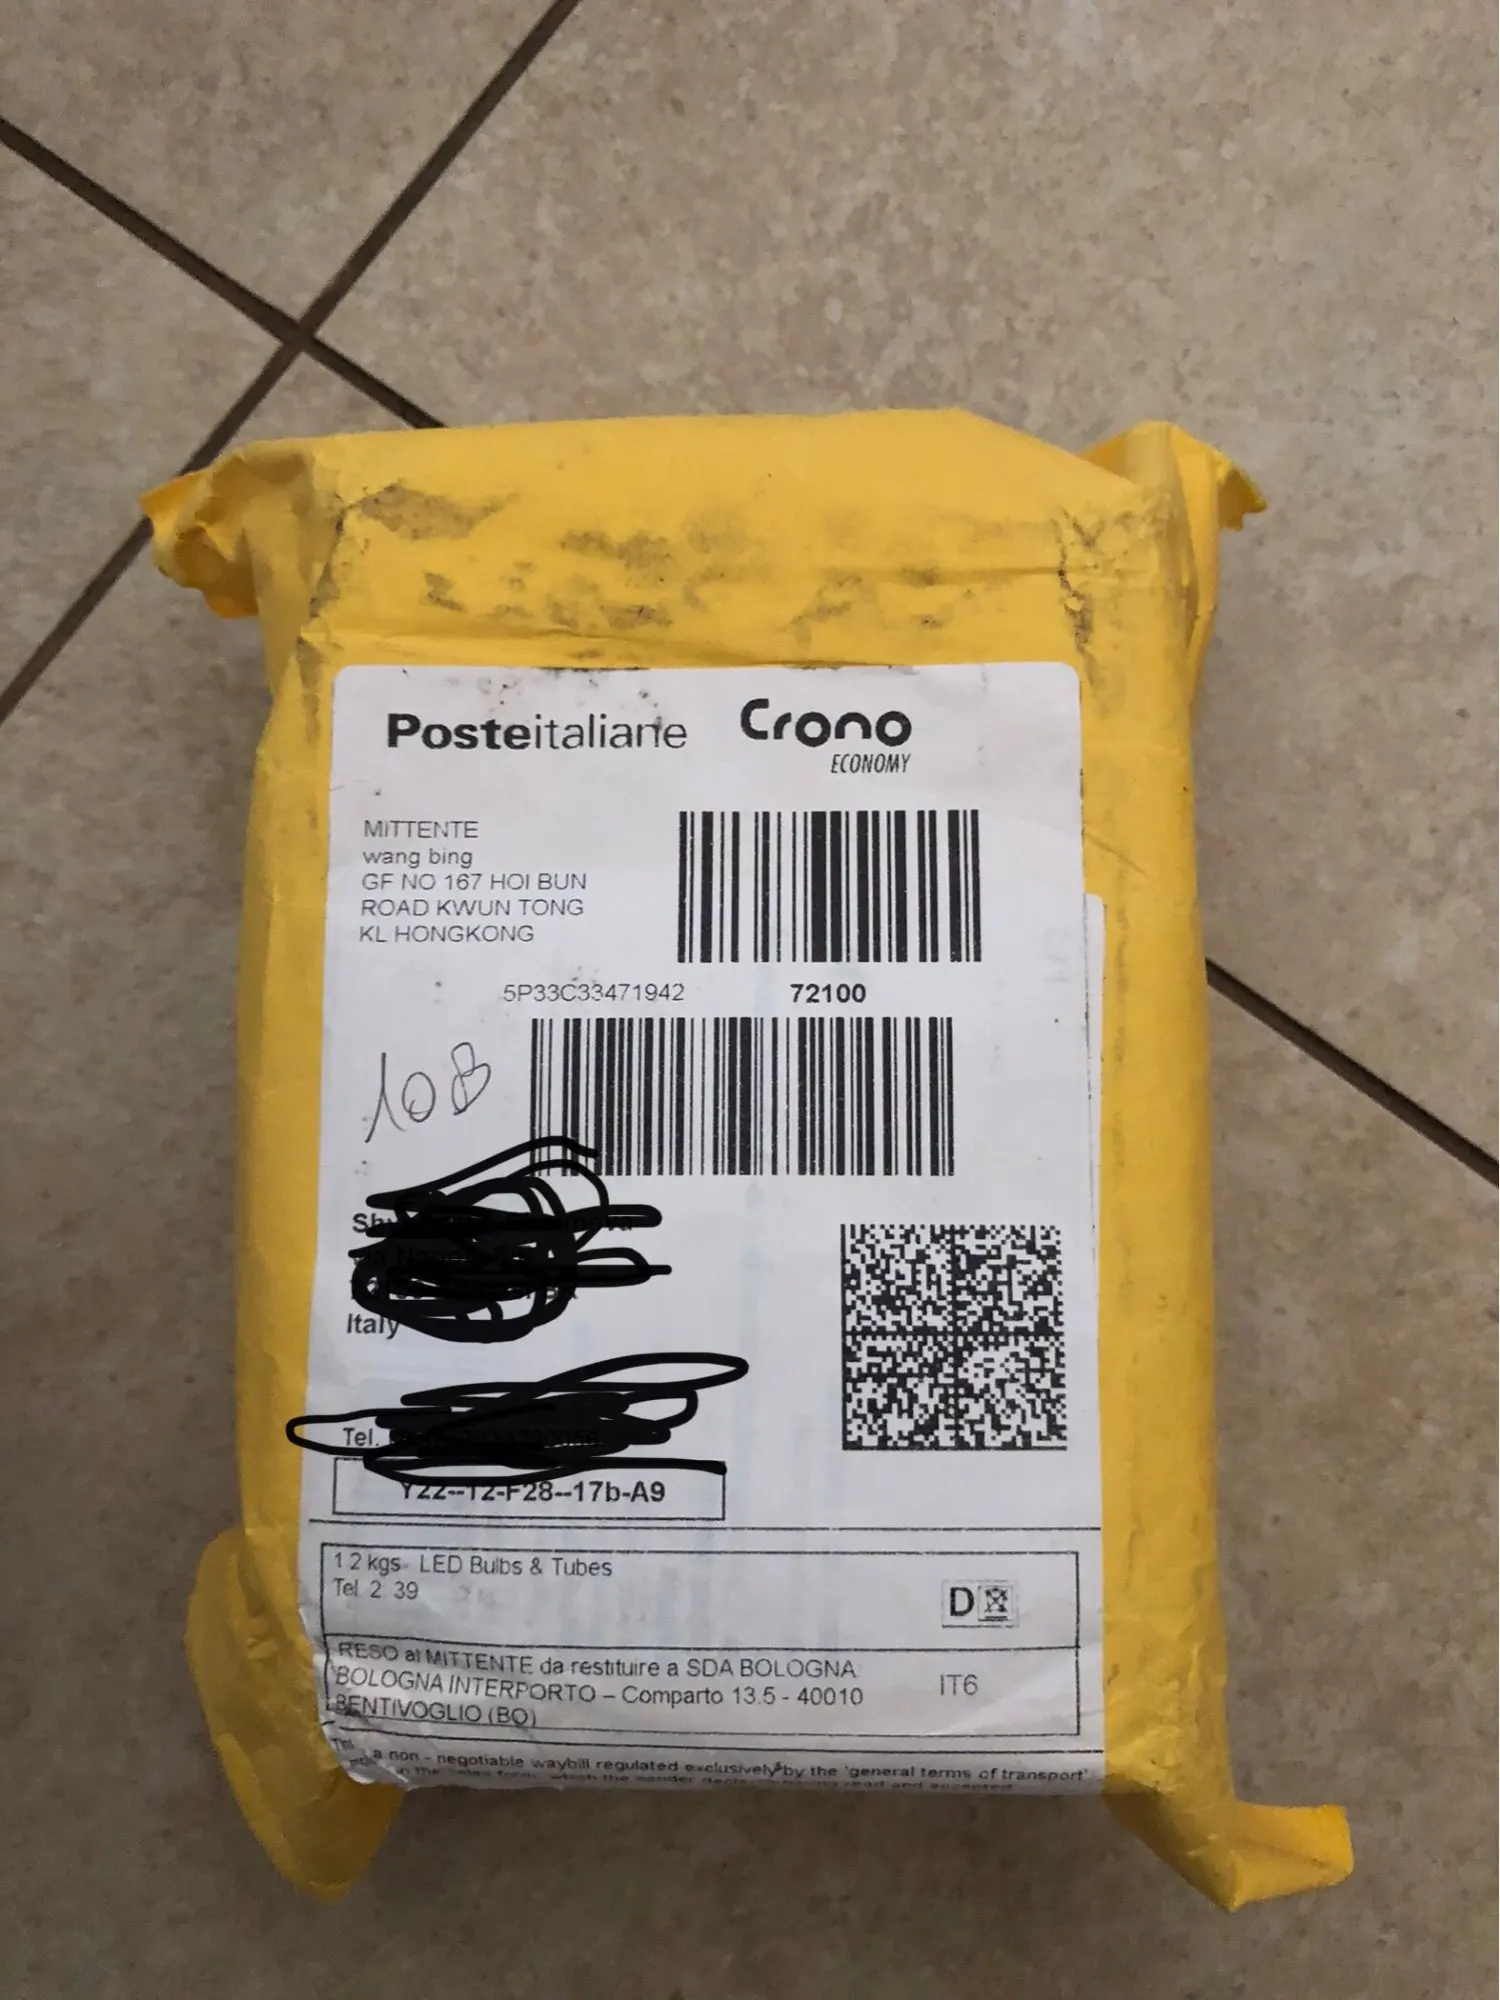 Posteitaliane Crono
ECONOMY
MITTENTE
wang bing
GF NO 167 HOI BUN
ROAD KWUN TONG
KL HONGKONG
5P33C33471942 72100
108
Italy
Tel.
Y22--12-F28--17b-A9
1.2 kgs LED Bulbs & Tubes
Tel. 2 39
D
RESO al MITTENTE da restituire a SDA BOLOGNA
BOLOGNA INTERPORTO – Comparto 13.5 - 40010
BENTIVOGLIO (BO)
IT6
a non - negotiable waybill regulated exclusively by the 'general terms of transport'